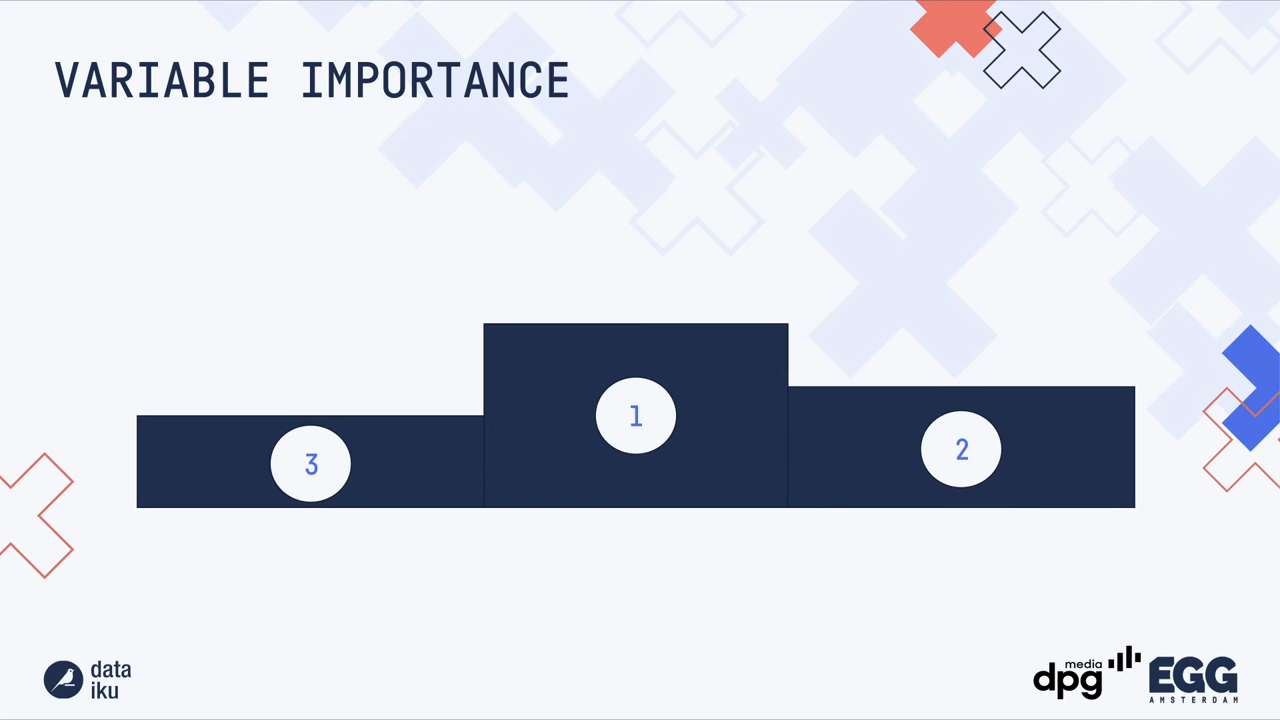 VARIABLE IMPORTANCE
3
1
2
data
iku
media
dpg
EGG
AMSTERDAM